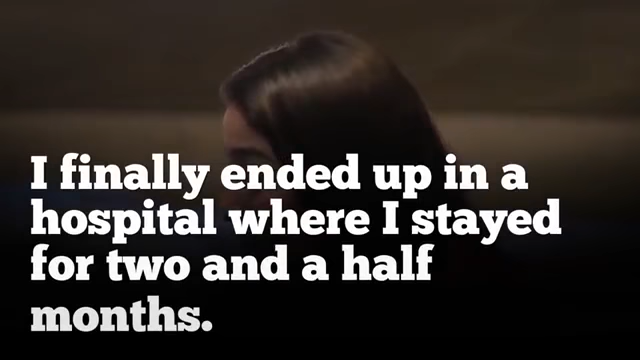 I finally ended up in a
hospital where I stayed
for two and a half
months.